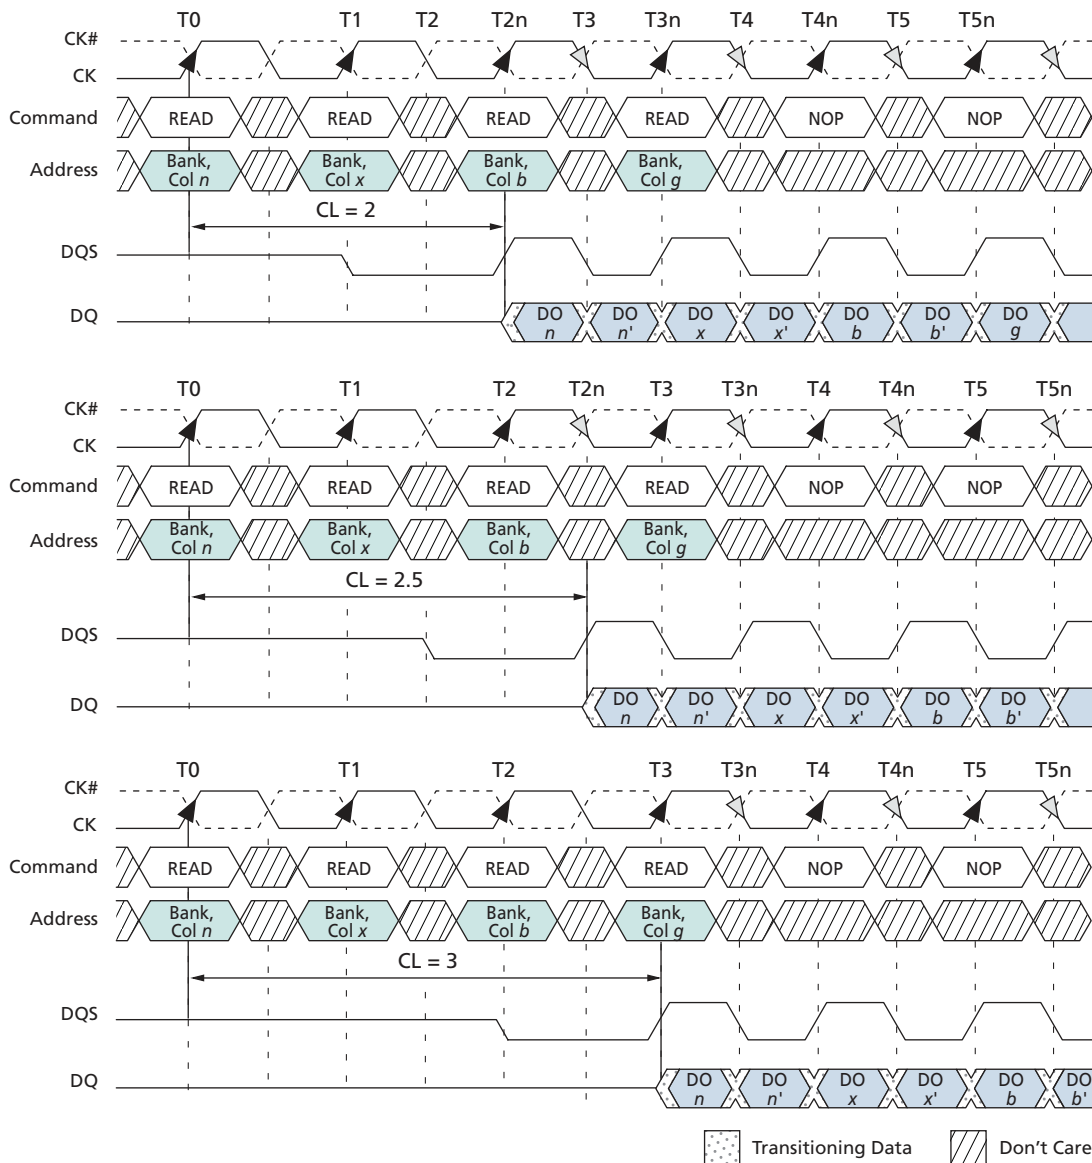 T0 T1 T2 T2n T3 T3n T4 T4n T5 T5n
CK#
CK
Command READ READ READ READ NOP NOP
Address Bank, Col n Bank, Col x Bank, Col b Bank, Col g
CL = 2
DQS
DQ DO n DO n' DO x DO x' DO b DO b' DO g
T0 T1 T2 T2n T3 T3n T4 T4n T5 T5n
CK#
CK
Command READ READ READ READ NOP NOP
Address Bank, Col n Bank, Col x Bank, Col b Bank, Col g
CL = 2.5
DQS
DQ DO n DO n' DO x DO x' DO b DO b'
T0 T1 T2 T3 T3n T4 T4n T5 T5n
CK#
CK
Command READ READ READ READ NOP NOP
Address Bank, Col n Bank, Col x Bank, Col b Bank, Col g
CL = 3
DQS
DQ DO n DO n' DO x DO x' DO b DO b'
Transitioning Data Don't Care